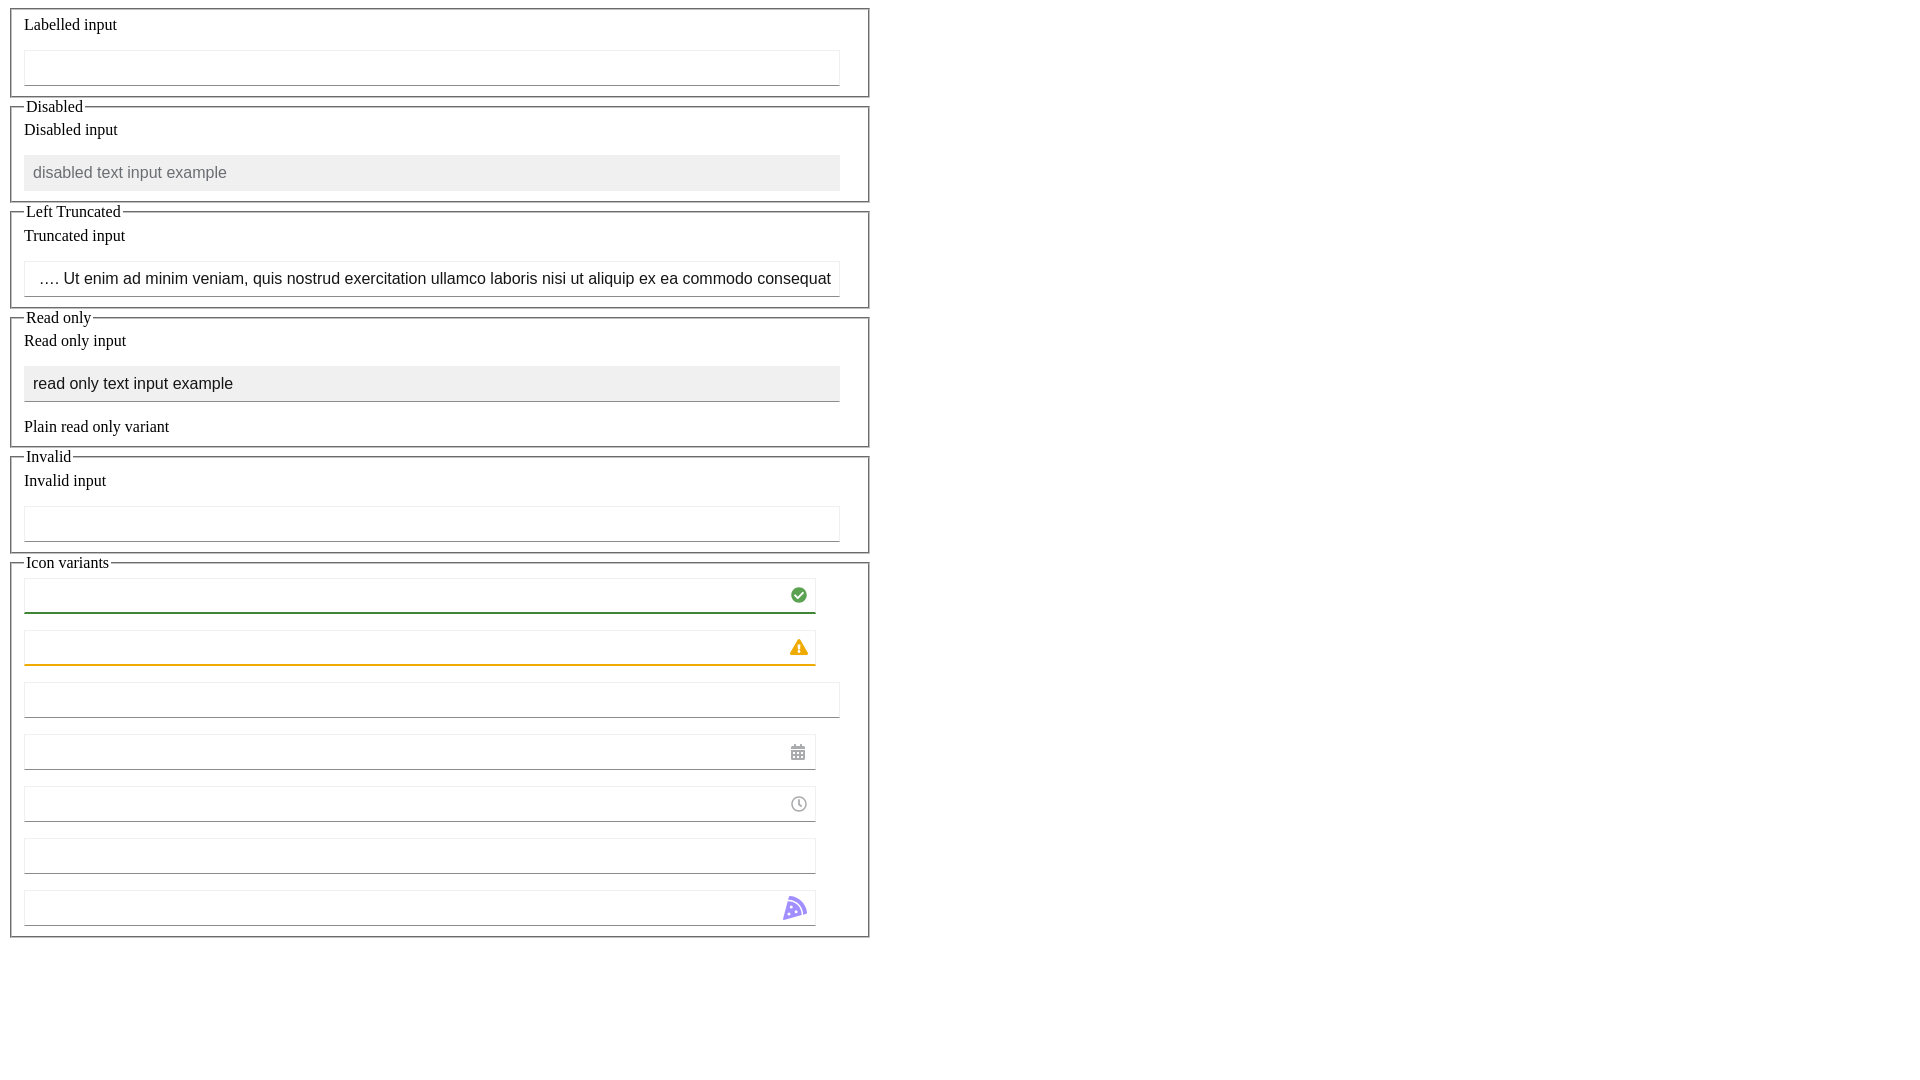 Labelled input
Disabled
Disabled input
disabled text input example
Left Truncated
Truncated input
…. Ut enim ad minim veniam, quis nostrud exercitation ullamco laboris nisi ut aliquip ex ea commodo consequat
Read only
Read only input
read only text input example
Plain read only variant
Invalid
Invalid input
Icon variants